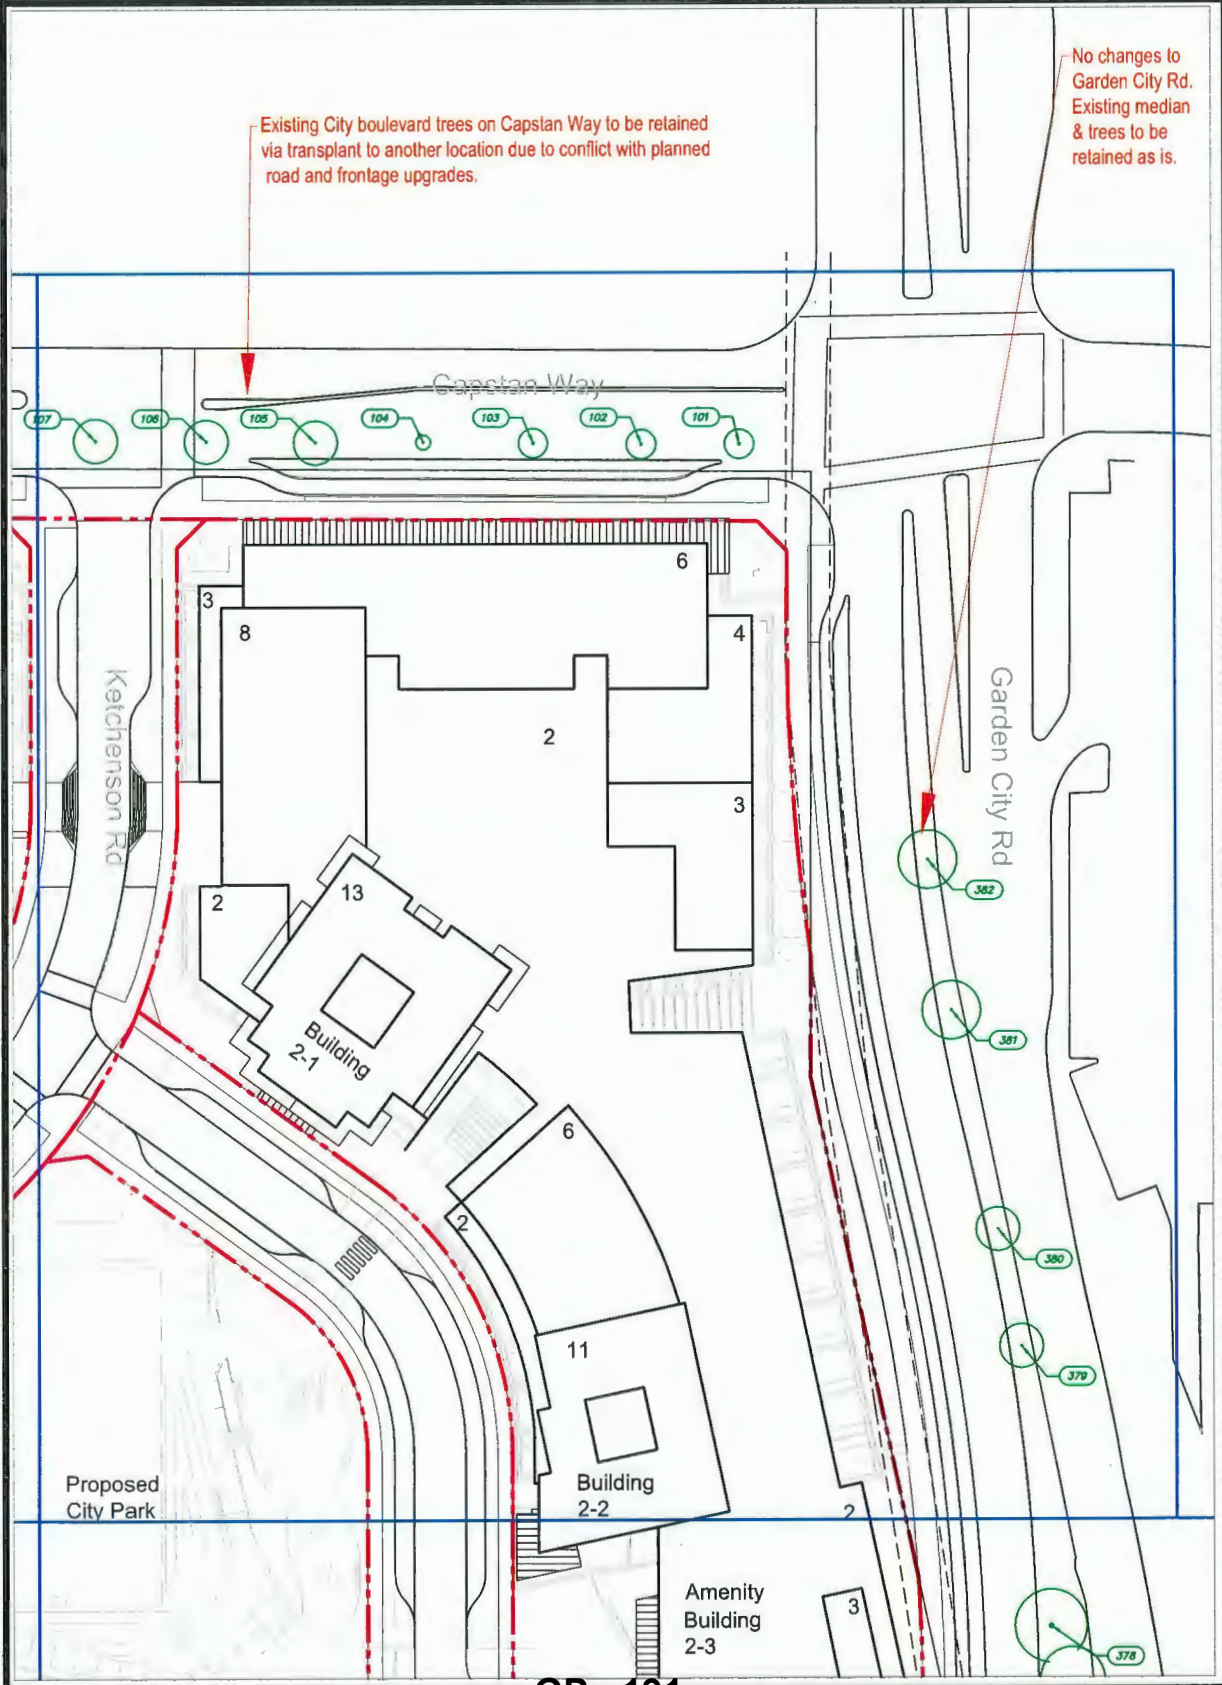 No changes to
Garden City Rd.
Existing median
& trees to be
retained as is.
Existing City boulevard trees on Capstan Way to be retained
via transplant to another location due to conflict with planned
road and frontage upgrades.
Capstan Way
107
106
105
104
103
102
101
6
3
8
4
2
3
Ketchenson Rd
Garden City Rd
382
2
13
Building
2-1
381
6
2
380
11
379
Building
2-2
Proposed
City Park
2
Amenity
Building
2-3
3
378